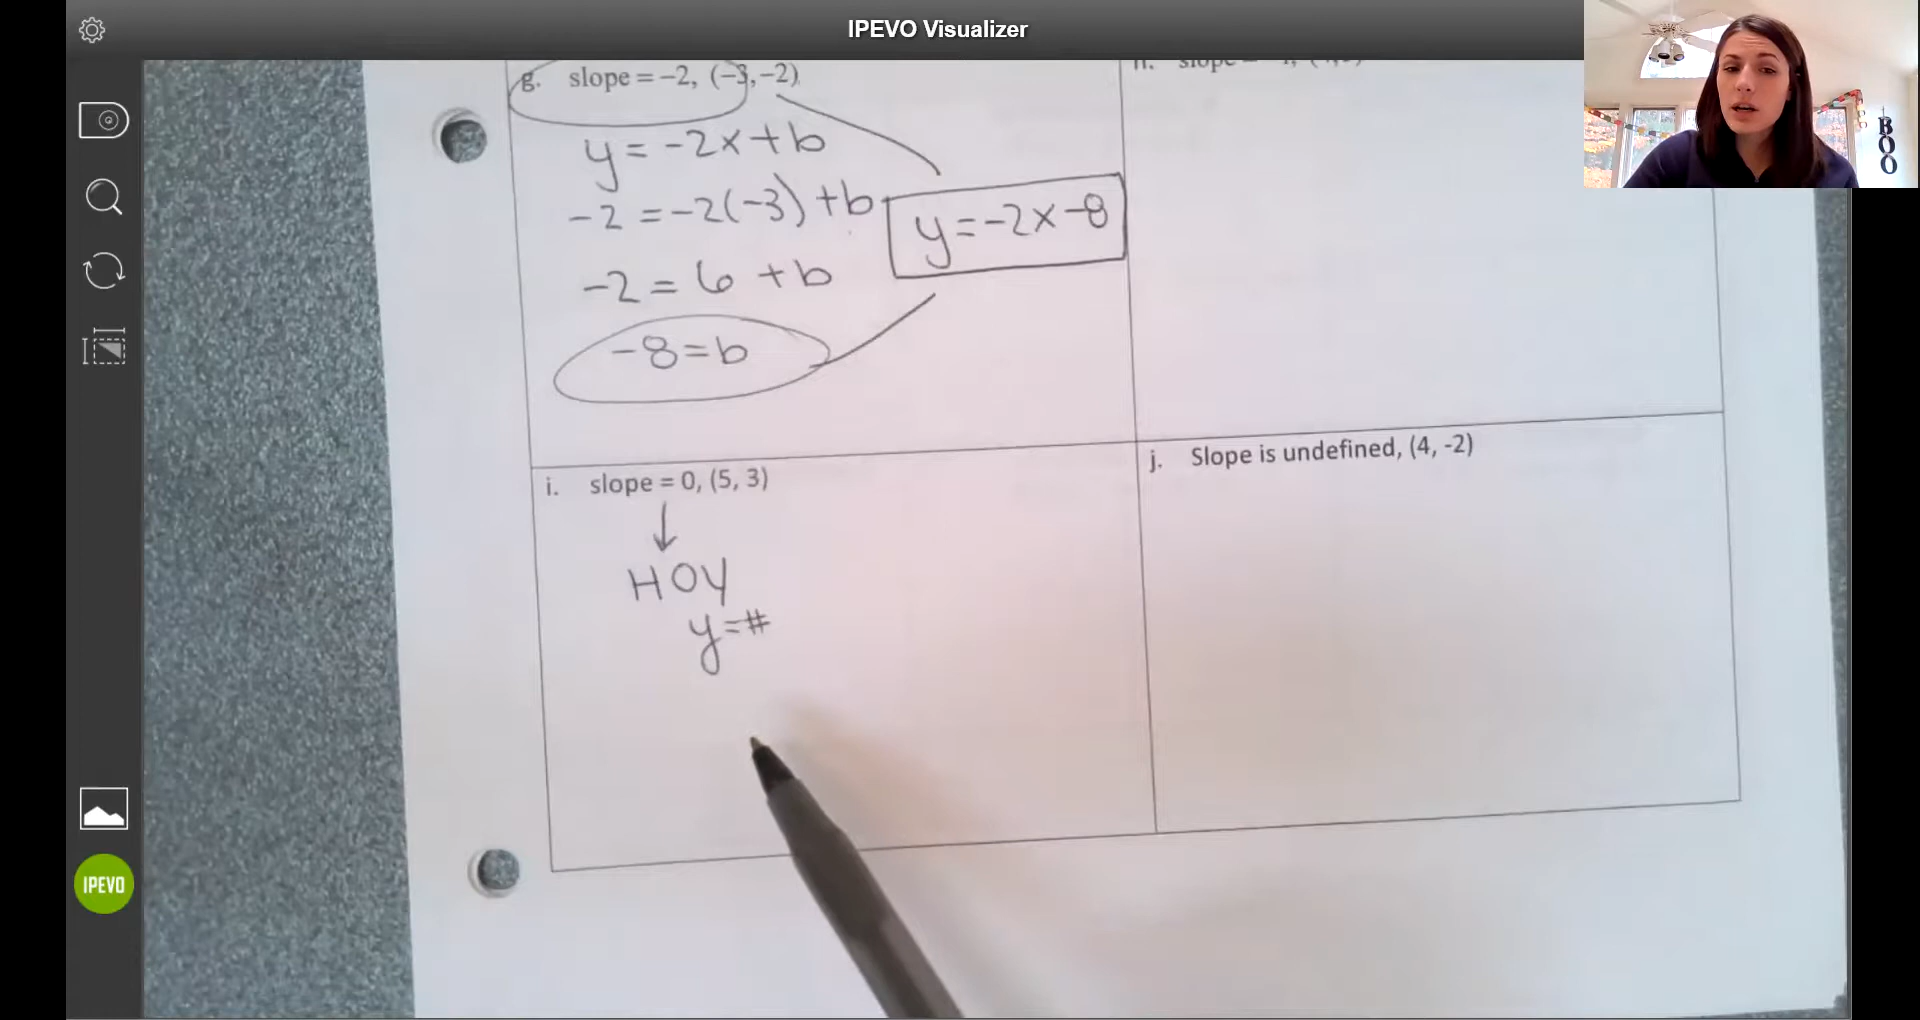 IPEVO Visualizer
g. slope = −2, (−3, −2)
y = -2x + b
-2 = -2(-3) + b
y = -2x - 8
-2 = 6 + b
-8 = b
i. slope = 0, (5, 3)
HOY
y = #
j. Slope is undefined, (4, -2)
BOO
IPEVO